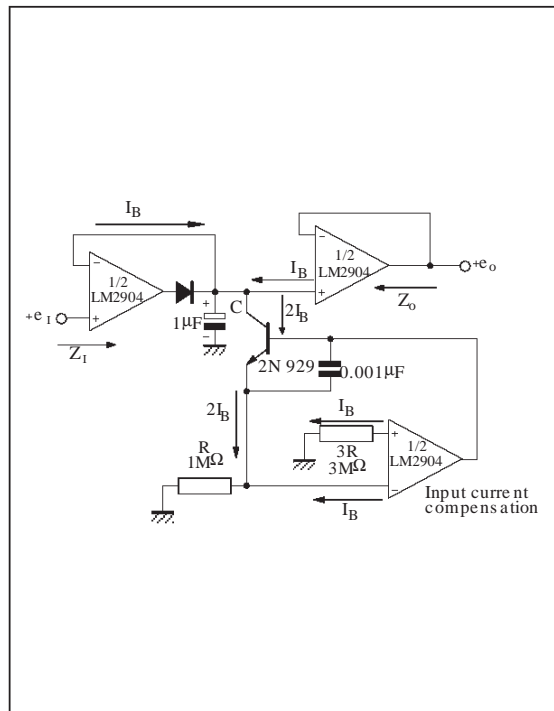 I_B
1/2
LM2904
+e_I
Z_I
+
1μF
C
I_B
1/2
LM2904
+e_o
Z_o
2I_B
2N 929
0.001μF
2I_B
I_B
R
1MΩ
3R
3MΩ
1/2
LM2904
I_B
Input current
compensation